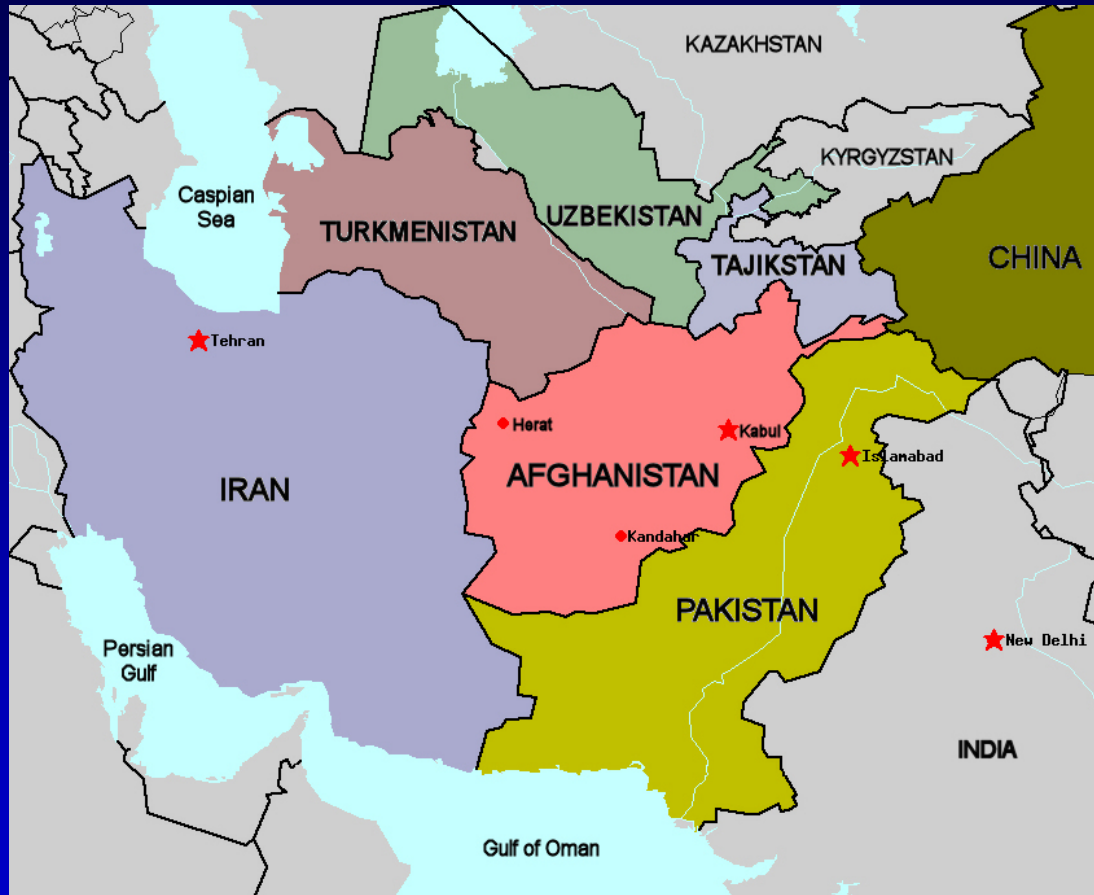 KAZAKHSTAN
KYRGYZSTAN
Caspian
Sea
UZBEKISTAN
TURKMENISTAN
TAJIKSTAN
CHINA
Tehran
Herat
Kabul
Islamabad
AFGHANISTAN
IRAN
Kandahar
PAKISTAN
New Delhi
Persian
Gulf
INDIA
Gulf of Oman